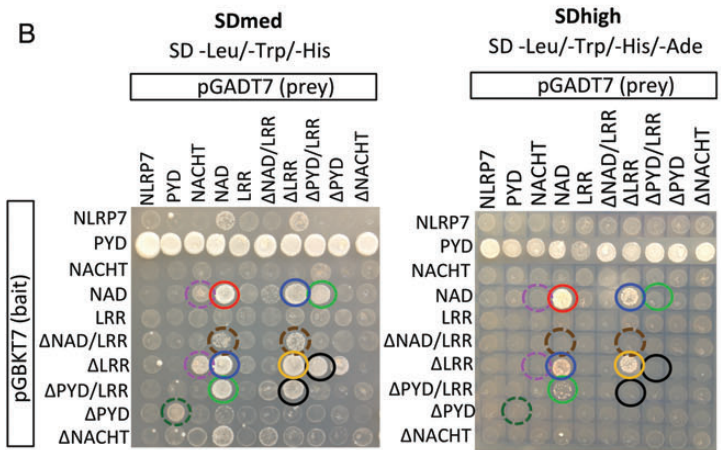 B
SDmed
SD -Leu/-Trp/-His
pGADT7 (prey)
NLRP7
PYD
NACHT
NAD
LRR
ΔNAD/LRR
ΔLRR
ΔPYD/LRR
ΔPYD
ΔNACHT
pGBKT7 (bait)
NLRP7
PYD
NACHT
NAD
LRR
ΔNAD/LRR
ΔLRR
ΔPYD/LRR
ΔPYD
ΔNACHT
SDhigh
SD -Leu/-Trp/-His/-Ade
pGADT7 (prey)
NLRP7
PYD
NACHT
NAD
LRR
ΔNAD/LRR
ΔLRR
ΔPYD/LRR
ΔPYD
ΔNACHT
NLRP7
PYD
NACHT
NAD
LRR
ΔNAD/LRR
ΔLRR
ΔPYD/LRR
ΔPYD
ΔNACHT